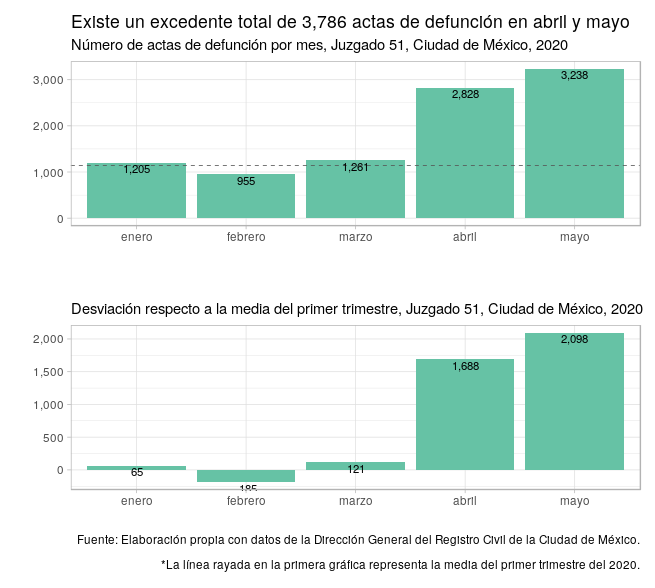 Existe un excedente total de 3,786 actas de defunción en abril y mayo
Número de actas de defunción por mes, Juzgado 51, Ciudad de México, 2020
3,000
2,000
1,000
0
1,205
955
1,261
2,828
3,238
enero
febrero
marzo
abril
mayo
Desviación respecto a la media del primer trimestre, Juzgado 51, Ciudad de México, 2020
2,000
1,500
1,000
500
0
65
185
121
1,688
2,098
enero
febrero
marzo
abril
mayo
Fuente: Elaboración propia con datos de la Dirección General del Registro Civil de la Ciudad de México.
*La línea rayada en la primera gráfica representa la media del primer trimestre del 2020.